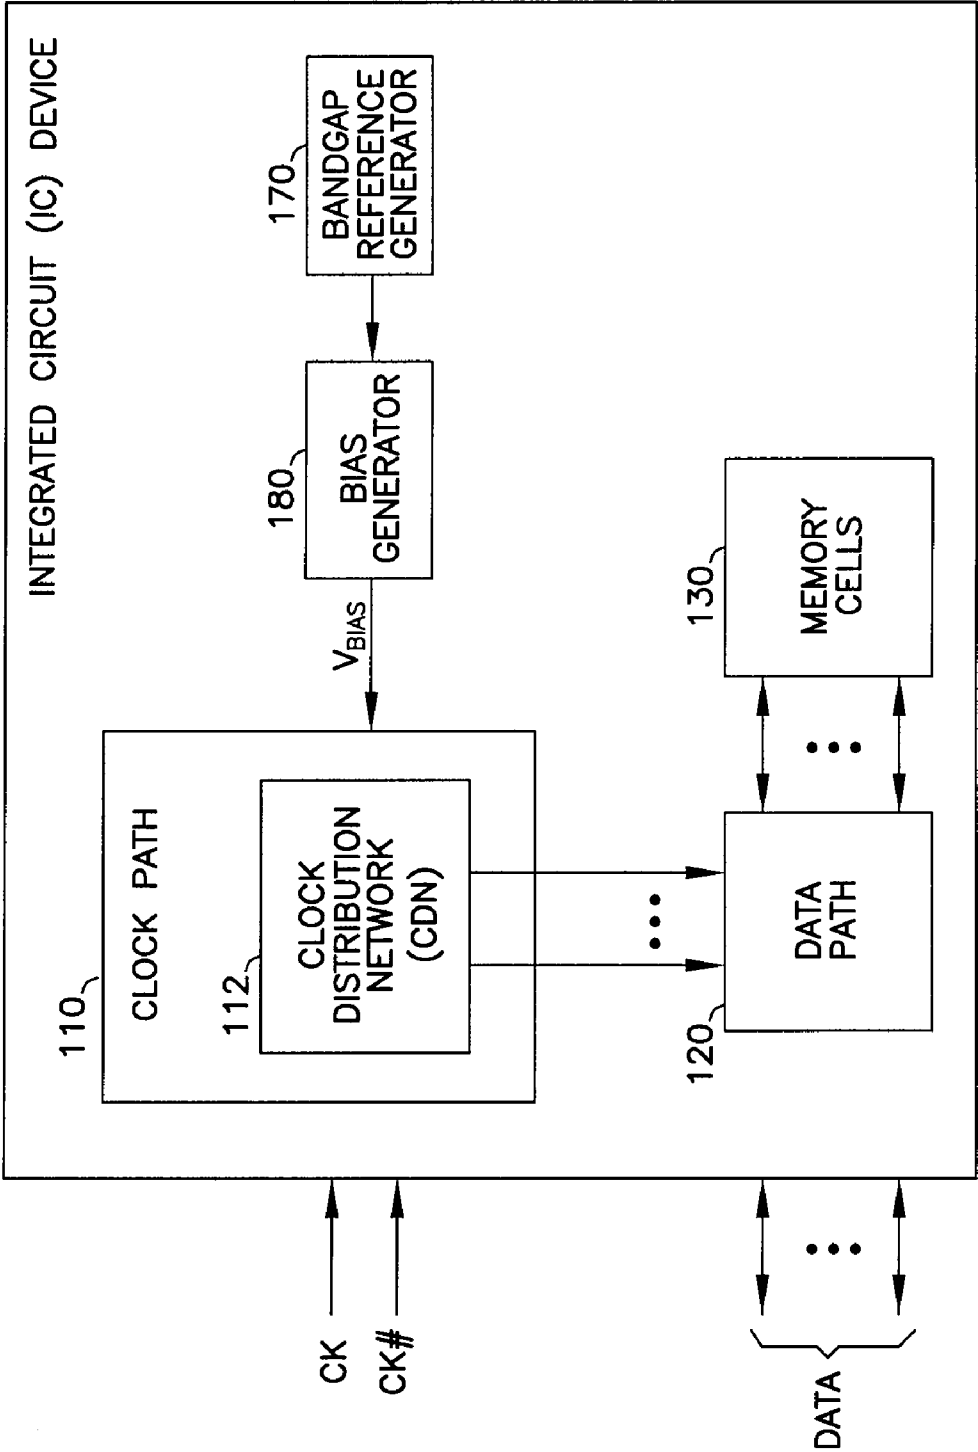 INTEGRATED CIRCUIT (IC) DEVICE
110
CLOCK PATH
112
CLOCK
DISTRIBUTION
NETWORK
(CDN)
180
BIAS
GENERATOR
170
BANDGAP
REFERENCE
GENERATOR
VBIAS
CK
CK#
120
DATA
PATH
130
MEMORY
CELLS
DATA